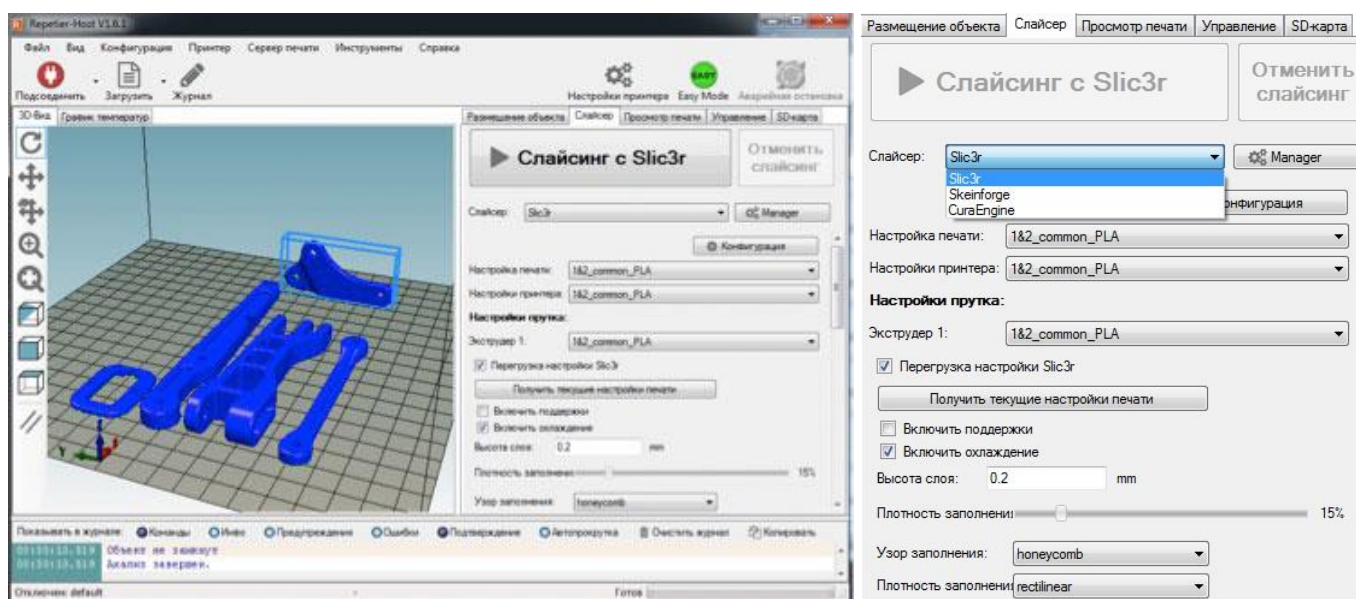 Repetier-Host V1.6.1
Файл Вид Конфигурация Принтер Сервер печати Инструменты Справка
Подсоединить Загрузить Журнал Настройки принтера Easy Mode Аварийная остановка
EASY
3D-Вид График температур
Размещение объекта Слайсер Просмотр печати Управление SD-карта
Слайсинг с Slic3r
Отменить
слайсинг
Слайсер: Slic3r Manager
Конфигурация
Настройка печати: 1&2_common_PLA
Настройки принтера: 1&2_common_PLA
Настройки прутка:
Экструдер 1: 1&2_common_PLA
Перегрузка настройки Slic3r
Получить текущие настройки печати
Включить поддержки
Включить охлаждение
Высота слоя: 0.2 mm
Плотность заполнени 15%
Узор заполнения: honeycomb
Показывать в журнале: Команды Инфо Предупреждения Ошибки Подтверждение Автопрокрутка Очистить журнал Копировать
Объект не замкнут
Анализ завершен.
Отключен: default Готов
Размещение объекта Слайсер Просмотр печати Управление SD-карта
Слайсинг с Slic3r
Отменить
слайсинг
Слайсер: Slic3r Manager
Slic3r
Skeinforge
CuraEngine
онфигурация
Настройка печати: 1&2_common_PLA
Настройки принтера: 1&2_common_PLA
Настройки прутка:
Экструдер 1: 1&2_common_PLA
Перегрузка настройки Slic3r
Получить текущие настройки печати
Включить поддержки
Включить охлаждение
Высота слоя: 0.2 mm
Плотность заполнени 15%
Узор заполнения: honeycomb
Плотность заполнени rectilinear